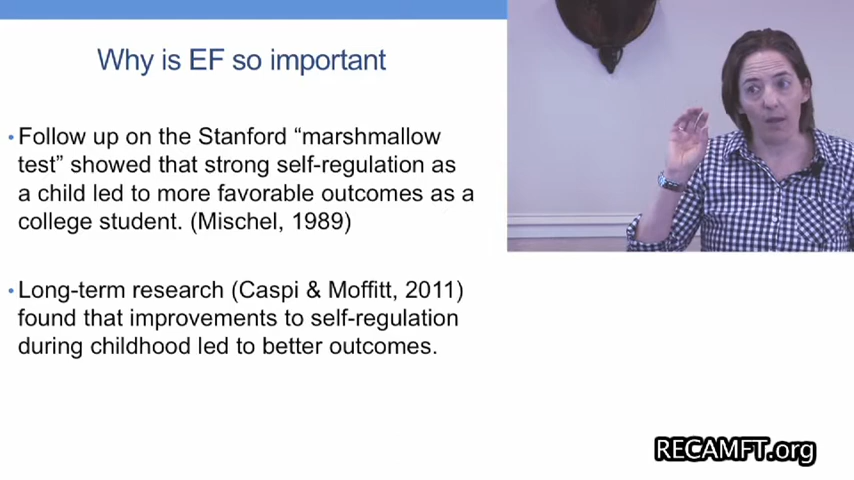 Why is EF so important
•Follow up on the Stanford “marshmallow
test” showed that strong self-regulation as
a child led to more favorable outcomes as a
college student. (Mischel, 1989)
•Long-term research (Caspi & Moffitt, 2011)
found that improvements to self-regulation
during childhood led to better outcomes.
RECAMFT.org